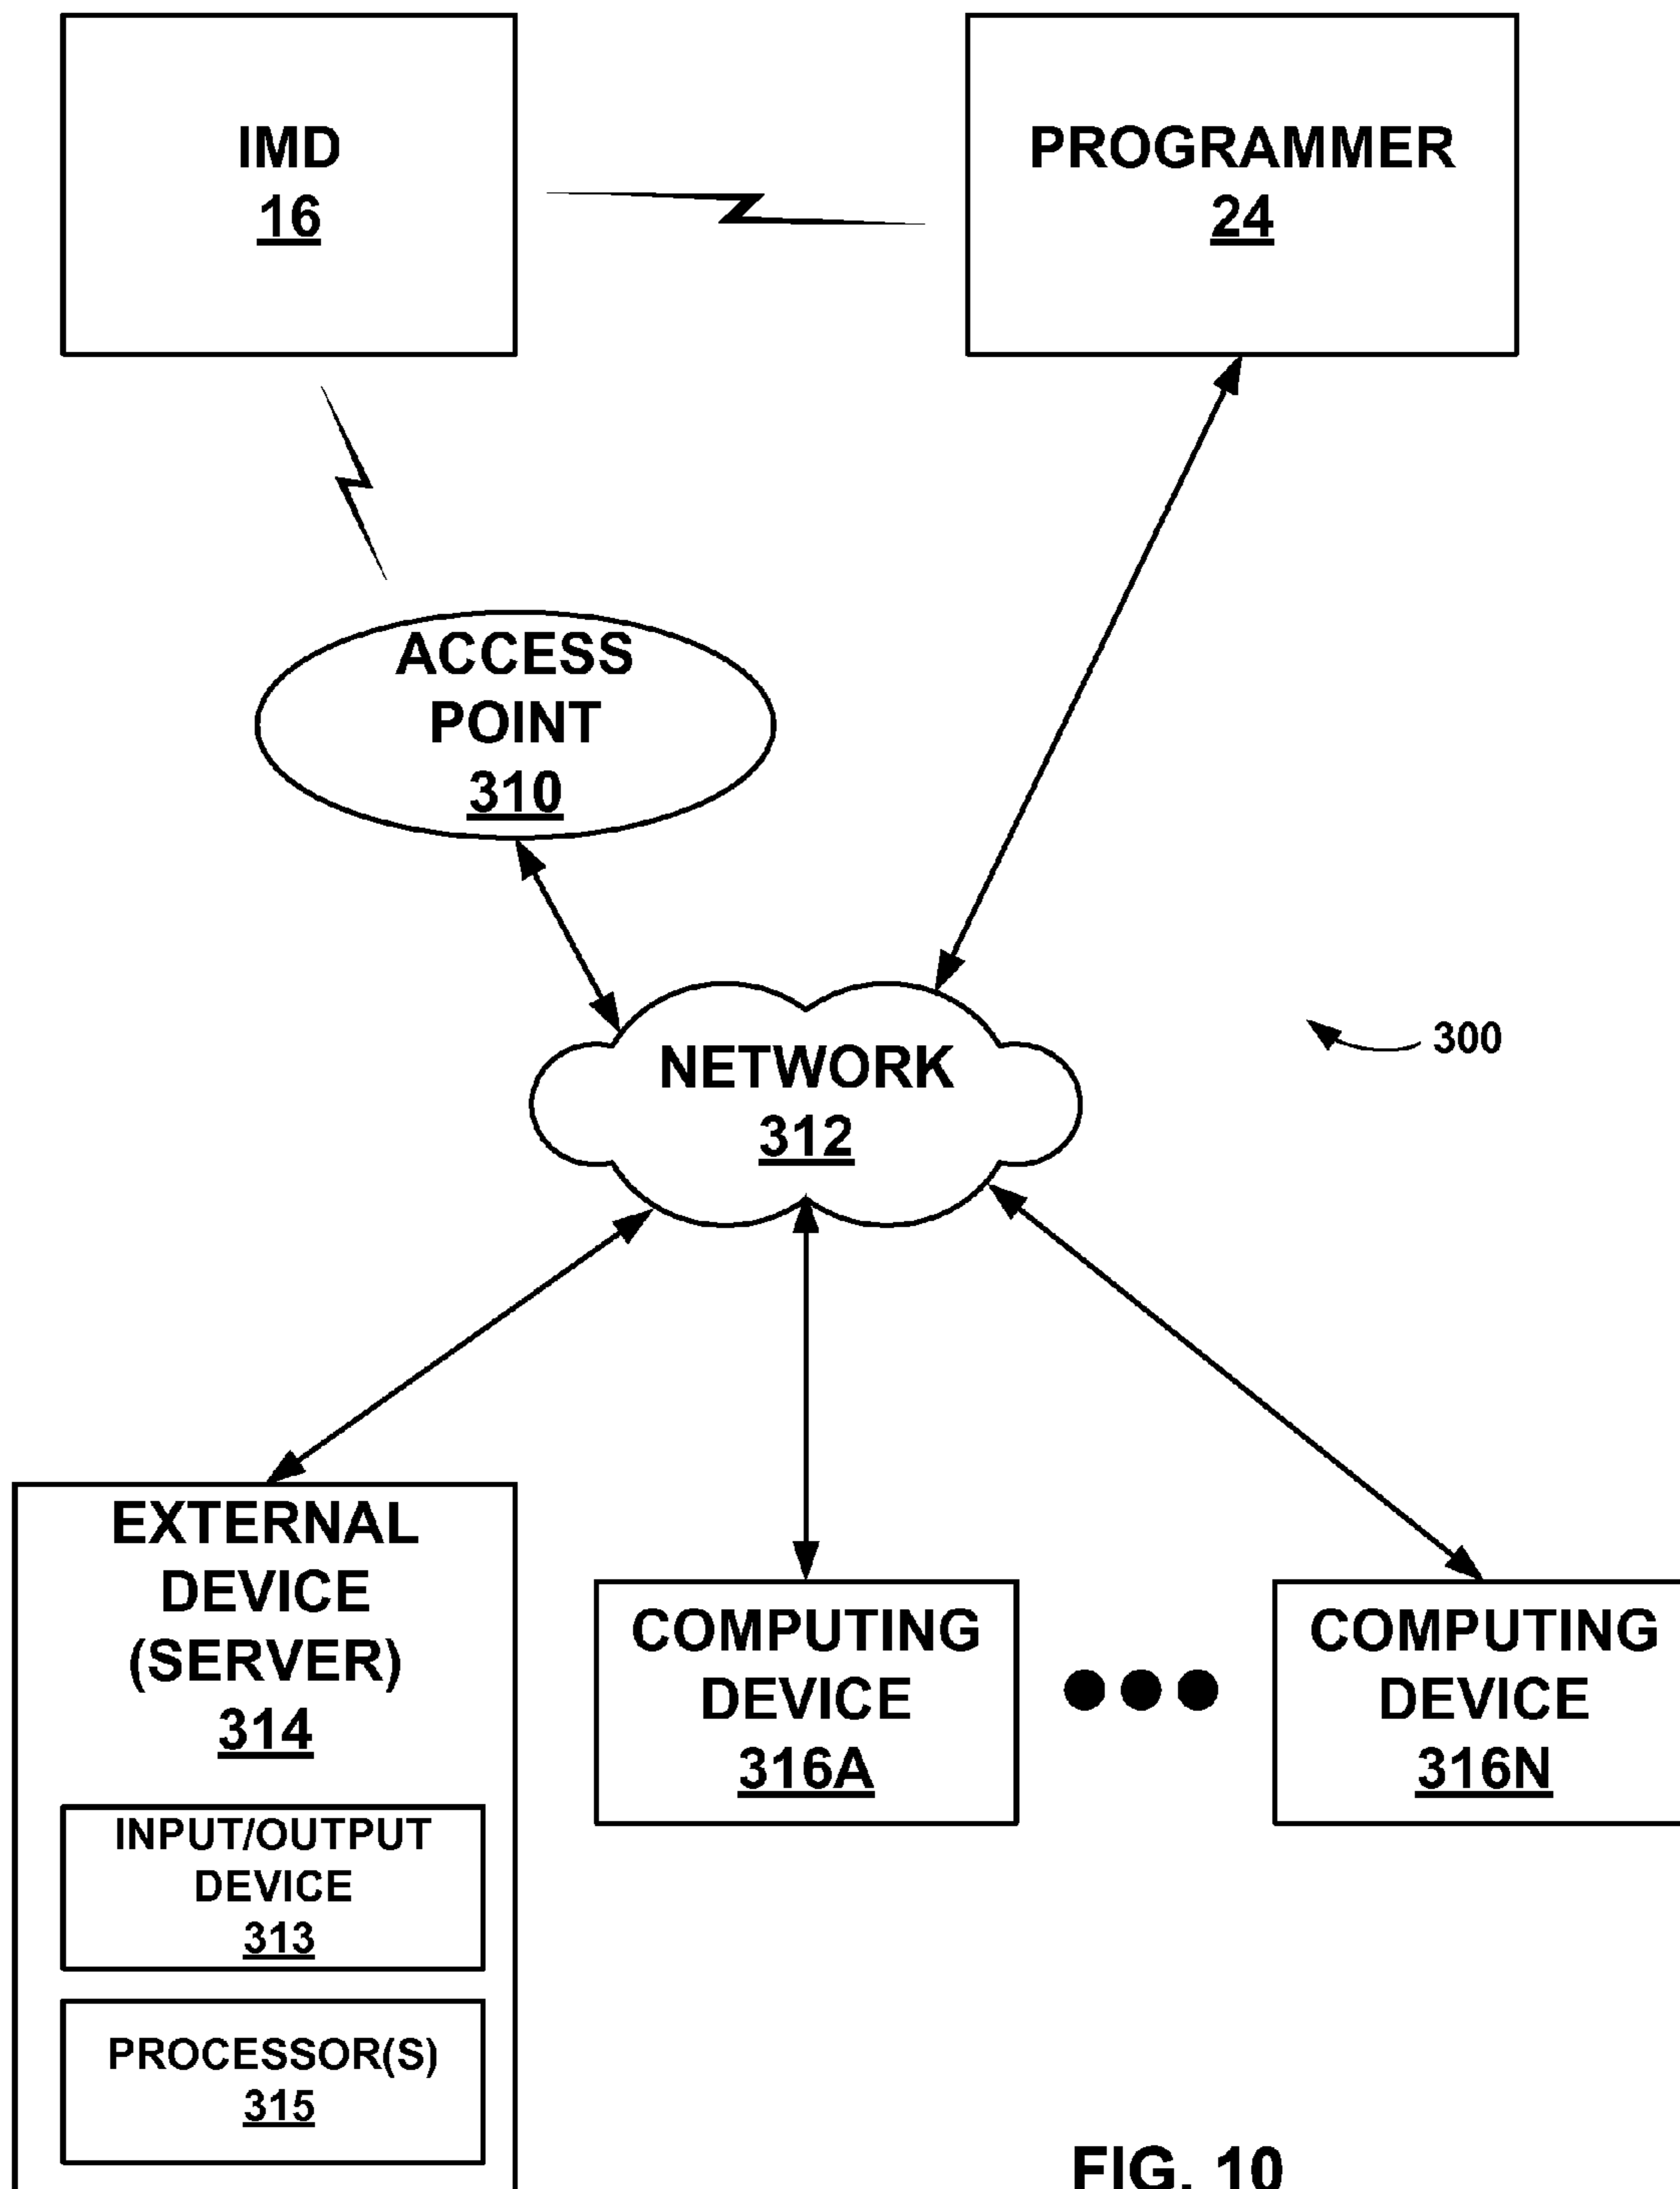 IMD
16
PROGRAMMER
24
ACCESS
POINT
310
NETWORK
312
300
EXTERNAL
DEVICE
(SERVER)
314
INPUT/OUTPUT
DEVICE
313
PROCESSOR(S)
315
COMPUTING
DEVICE
316A
COMPUTING
DEVICE
316N
FIG. 10